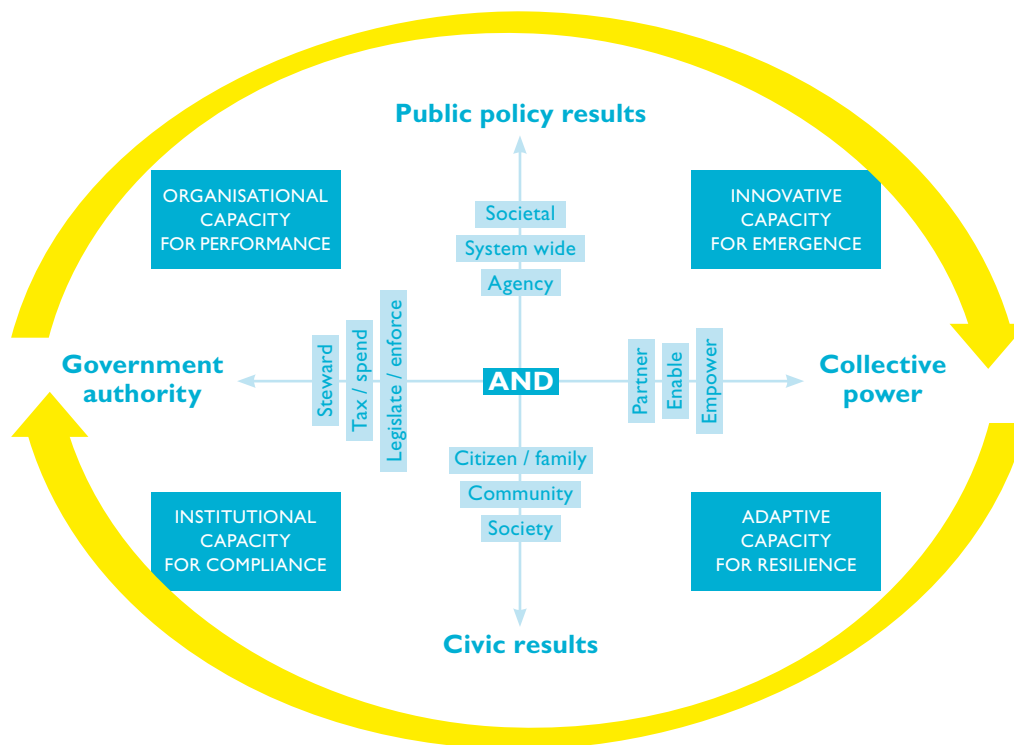 Public policy results
ORGANISATIONAL
CAPACITY
FOR PERFORMANCE
INNOVATIVE
CAPACITY
FOR EMERGENCE
Societal
System wide
Agency
Government
authority
Steward
Tax / spend
Legislate / enforce
AND
Partner
Enable
Empower
Collective
power
Citizen / family
Community
Society
INSTITUTIONAL
CAPACITY
FOR COMPLIANCE
ADAPTIVE
CAPACITY
FOR RESILIENCE
Civic results